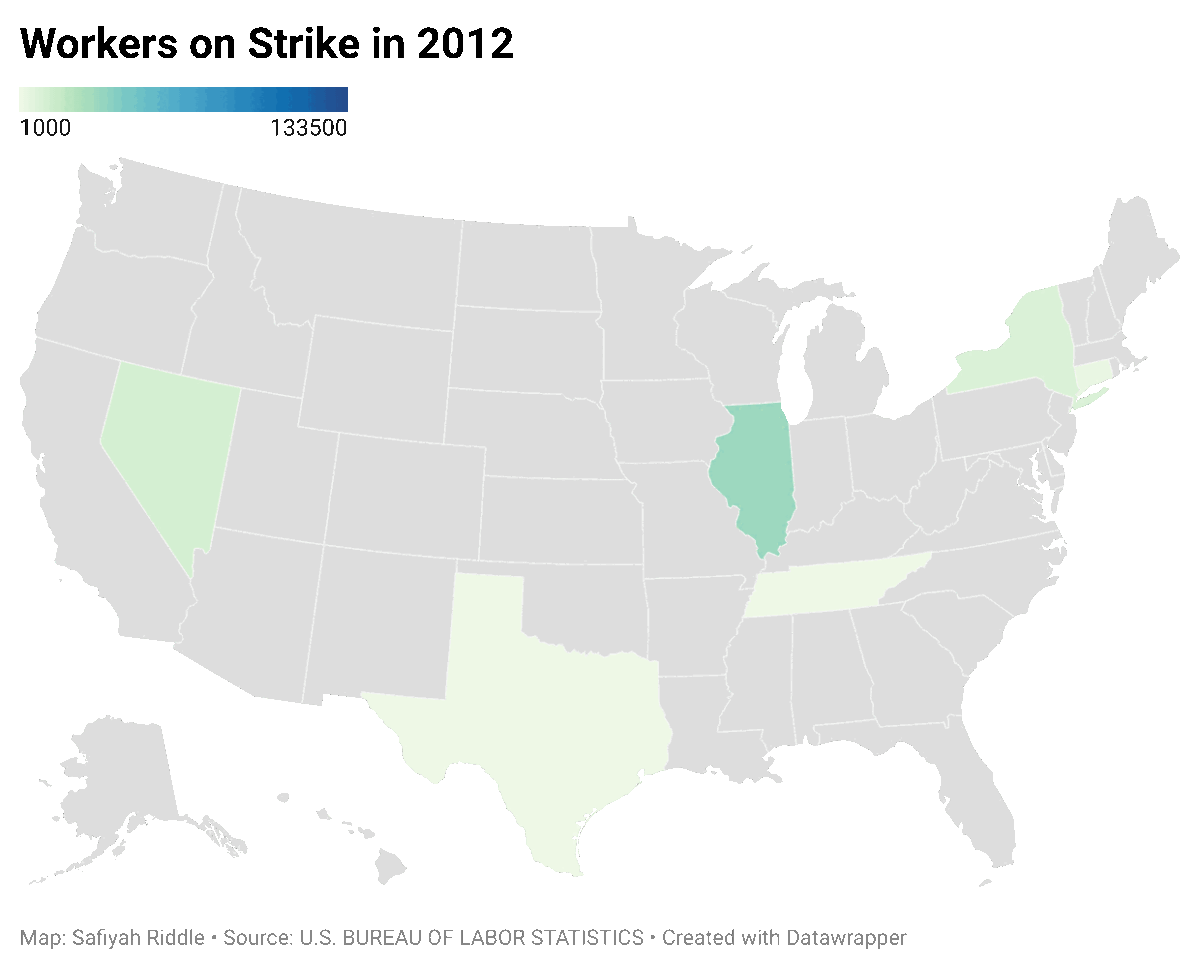 Workers on Strike in 2012
1000 133500
Map: Safiyah Riddle • Source: U.S. BUREAU OF LABOR STATISTICS • Created with Datawrapper